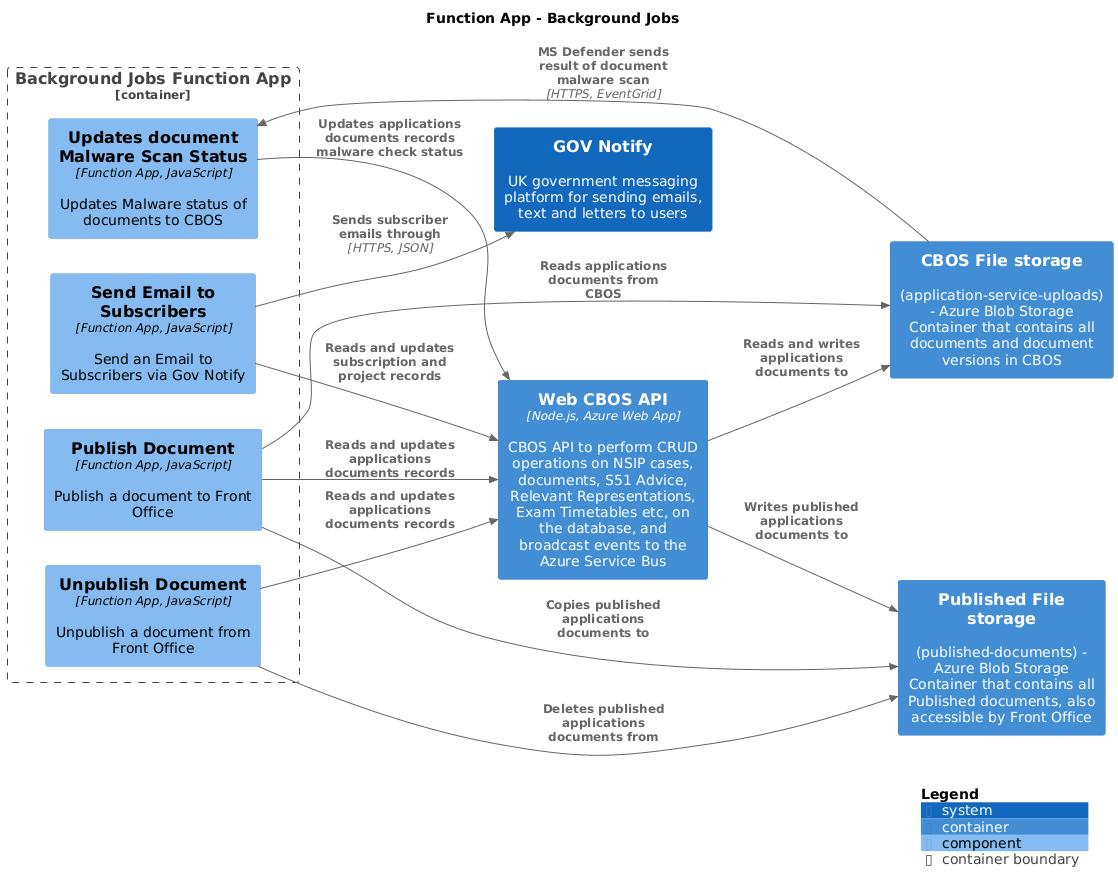 Function App - Background Jobs
MS Defender sends
result of document
malware scan
[HTTPS, EventGrid]
Background Jobs Function App
[container]
Updates document
Malware Scan Status
[Function App, JavaScript]
Updates Malware status of
documents to CBOS
Updates applications
documents records
malware check status
GOV Notify
UK government messaging
platform for sending emails,
text and letters to users
Sends subscriber
emails through
[HTTPS, JSON]
Send Email to
Subscribers
[Function App, JavaScript]
Send an Email to
Subscribers via Gov Notify
Reads applications
documents from
CBOS
CBOS File storage
(application-service-uploads)
- Azure Blob Storage
Container that contains all
documents and document
versions in CBOS
Reads and updates
subscription and
project records
Reads and writes
applications
documents to
Web CBOS API
[Node.js, Azure Web App]
CBOS API to perform CRUD
operations on NSIP cases,
documents, S51 Advice,
Relevant Representations,
Exam Timetables etc, on
the database, and
broadcast events to the
Azure Service Bus
Publish Document
[Function App, JavaScript]
Publish a document to Front
Office
Reads and updates
applications
documents records
Reads and updates
applications
documents records
Writes published
applications
documents to
Unpublish Document
[Function App, JavaScript]
Unpublish a document from
Front Office
Copies published
applications
documents to
Published File
storage
(published-documents) -
Azure Blob Storage
Container that contains all
Published documents, also
accessible by Front Office
Deletes published
applications
documents from
Legend
system
container
component
container boundary